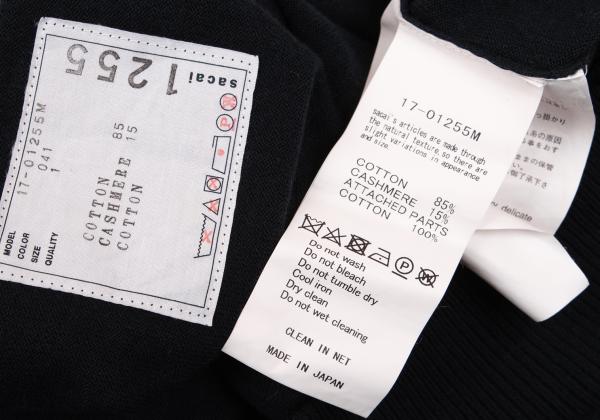 sacai
1255
MODEL 17-01255M
COLOR 041
SIZE 1
QUALITY
COTTON 85
CASHMERE 15
COTTON
17-01255M
sacai's articles are made through
the natural texture, so there are
slight variations in appearance
and size.
COTTON 85%
CASHMERE 15%
ATTACHED PARTS
COTTON 100%
Do not wash
Do not bleach
Do not tumble dry
Cool iron
Dry clean
Do not wet cleaning
CLEAN IN NET
MADE IN JAPAN
delicate